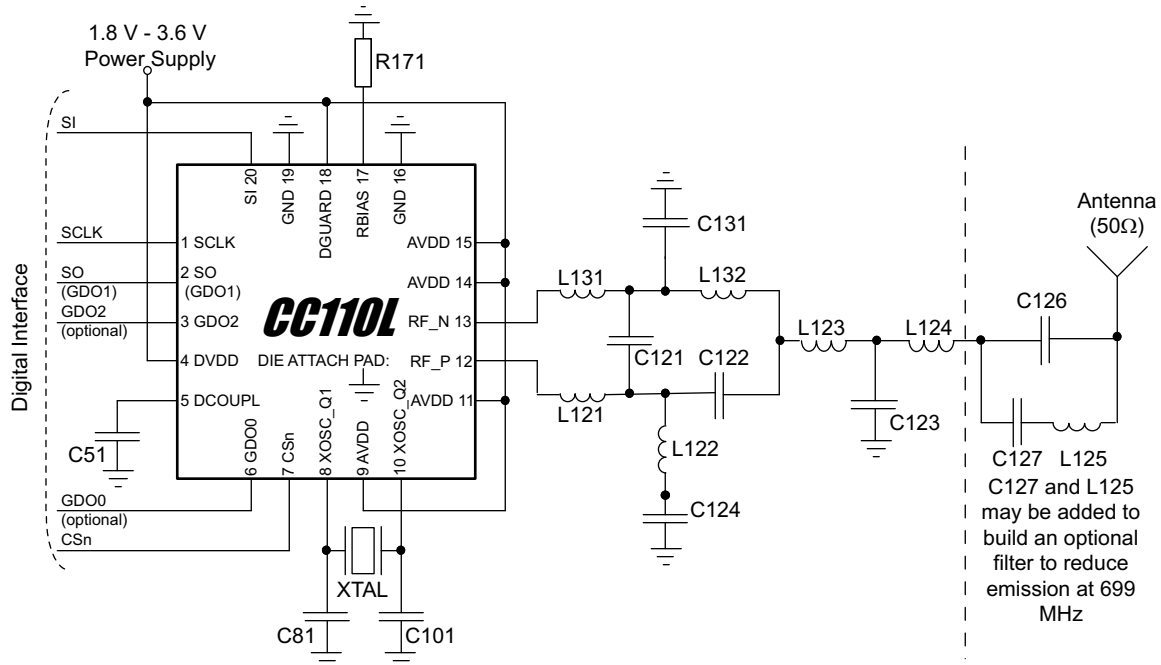 1.8 V - 3.6 V
Power Supply
R171
Digital Interface
SI
SCLK
SO
(GDO1)
GDO2
(optional)
GDO0
(optional)
CSn
SI 20
GND 19
DGUARD 18
RBIAS 17
GND 16
1 SCLK
2 SO
(GDO1)
3 GDO2
4 DVDD
5 DCOUPL
AVDD 15
AVDD 14
RF_N 13
RF_P 12
AVDD 11
CC110L
DIE ATTACH PAD:
6 GDO0
7 CSn
8 XOSC_Q1
9 AVDD
10 XOSC_Q2
C51
XTAL
C81
C101
C131
L131
L132
C121
C122
L121
L122
C124
L123
L124
C123
Antenna
(50Ω)
C126
C127
L125
C127 and L125
may be added to
build an optional
filter to reduce
emission at 699
MHz